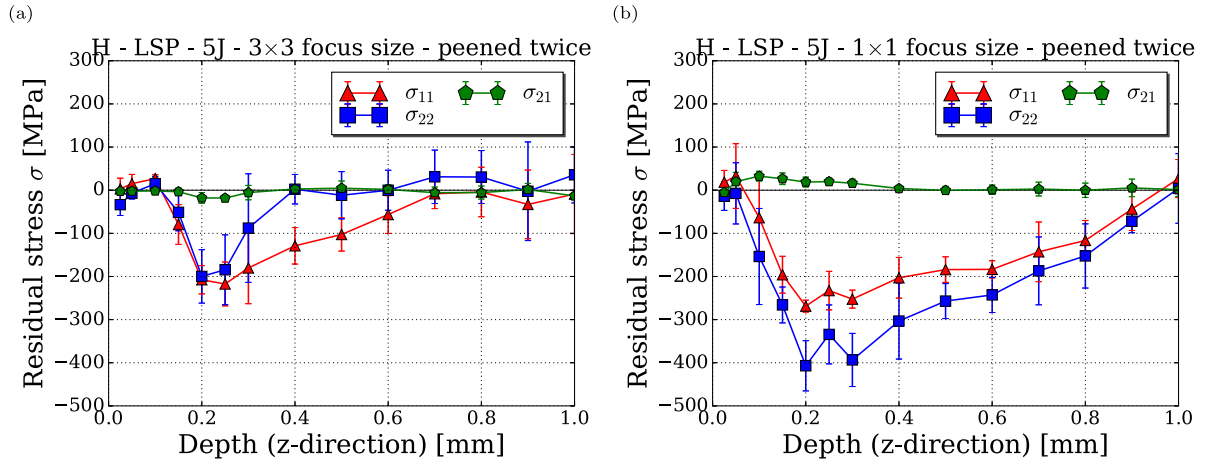 (a)
H - LSP - 5J - 3×3 focus size - peened twice
300
200
100
0
−100
−200
−300
−400
−500
0.0 0.2 0.4 0.6 0.8 1.0
Residual stress σ [MPa]
Depth (z-direction) [mm]
σ11 σ21
σ22
(b)
H - LSP - 5J - 1×1 focus size - peened twice
300
200
100
0
−100
−200
−300
−400
−500
0.0 0.2 0.4 0.6 0.8 1.0
Residual stress σ [MPa]
Depth (z-direction) [mm]
σ11 σ21
σ22